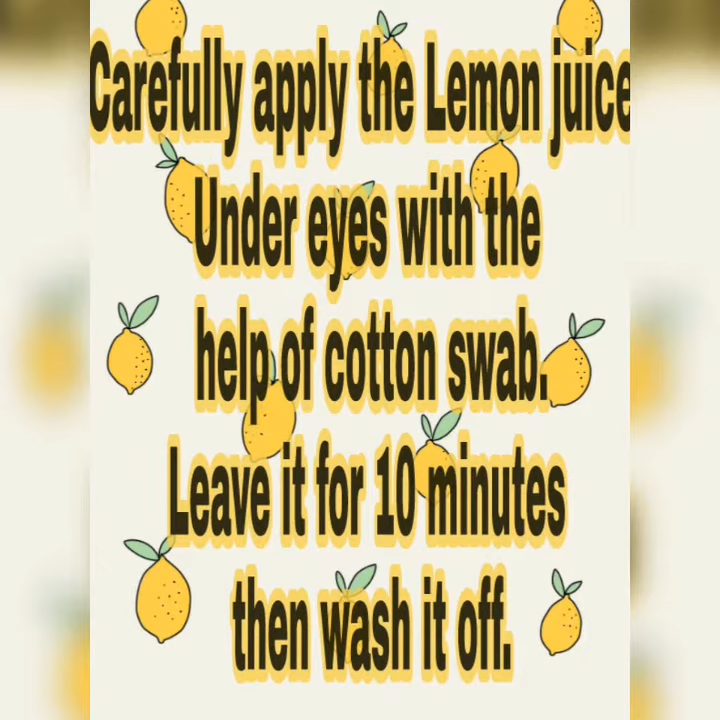 Carefully apply the Lemon juice
Under eyes with the
help of cotton swab.
Leave it for 10 minutes
then wash it off.